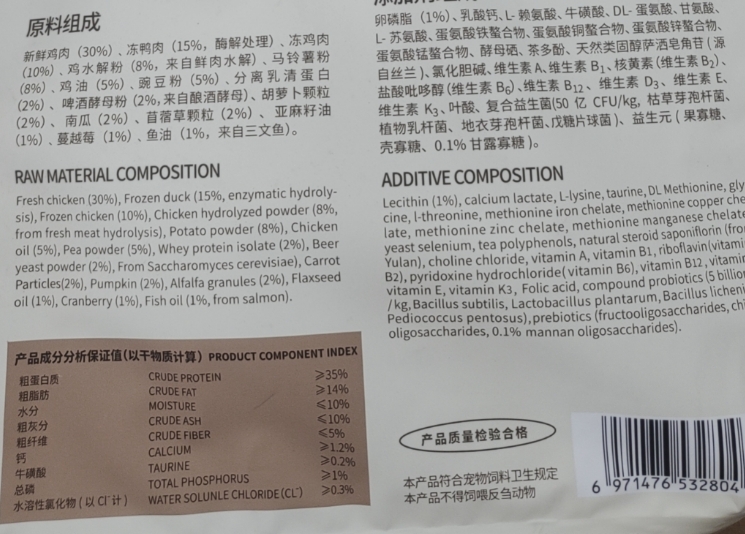 原料组成
新鲜鸡肉（30%）、冻鸭肉（15%，酶解处理）、冻鸡肉
（10%）、鸡水解粉（8%，来自鲜肉水解）、马铃薯粉
（8%）、鸡油（5%）、豌豆粉（5%）、分离乳清蛋白
（2%）、啤酒酵母粉（2%，来自酿酒酵母）、胡萝卜颗粒
（2%）、南瓜（2%）、苜蓿草颗粒（2%）、亚麻籽油
（1%）、蔓越莓（1%）、鱼油（1%，来自三文鱼）。
RAW MATERIAL COMPOSITION
Fresh chicken (30%), Frozen duck (15%, enzymatic hydroly-
sis), Frozen chicken (10%), Chicken hydrolyzed powder (8%,
from fresh meat hydrolysis), Potato powder (8%), Chicken
oil (5%), Pea powder (5%), Whey protein isolate (2%), Beer
yeast powder (2%), From Saccharomyces cerevisiae), Carrot
Particles(2%), Pumpkin (2%), Alfalfa granules (2%), Flaxseed
oil (1%), Cranberry (1%), Fish oil (1%, from salmon).
产品成分分析保证值（以干物质计算）PRODUCT COMPONENT INDEX
粗蛋白质 CRUDE PROTEIN ≥35%
粗脂肪 CRUDE FAT ≥14%
水分 MOISTURE ≤10%
粗灰分 CRUDE ASH ≤10%
粗纤维 CRUDE FIBER ≤5%
钙 CALCIUM ≥1.2%
牛磺酸 TAURINE ≥0.2%
总磷 TOTAL PHOSPHORUS ≥1%
水溶性氯化物（以 Cl⁻计） WATER SOLUNLE CHLORIDE (CL⁻) ≥0.3%
卵磷脂（1%）、乳酸钙、L- 赖氨酸、牛磺酸、DL- 蛋氨酸、甘氨酸、
L- 苏氨酸、蛋氨酸铁螯合物、蛋氨酸铜螯合物、蛋氨酸锌螯合物、
蛋氨酸锰螯合物、酵母硒、茶多酚、天然类固醇萨洒皂角苷（源
自丝兰）、氯化胆碱、维生素 A、维生素 B₁、核黄素（维生素 B₂）、
盐酸吡哆醇（维生素 B₆）、维生素 B₁₂、维生素 D₃、维生素 E、
维生素 K₃、叶酸、复合益生菌(50 亿 CFU/kg，枯草芽孢杆菌、
植物乳杆菌、地衣芽孢杆菌、戊糖片球菌）、益生元（果寡糖、
壳寡糖、0.1% 甘露寡糖）。
ADDITIVE COMPOSITION
Lecithin (1%), calcium lactate, L-lysine, taurine, DL Methionine, gly
cine, l-threonine, methionine iron chelate, methionine copper che
late, methionine zinc chelate, methionine manganese chelate
yeast selenium, tea polyphenols, natural steroid saponiflorin (fro
Yulan), choline chloride, vitamin A, vitamin B1, riboflavin(vitami
B2), pyridoxine hydrochloride( vitamin B6), vitamin B12 , vitamin
vitamin E, vitamin K3, Folic acid, compound probiotics (5 billion
/kg, Bacillus subtilis, Lactobacillus plantarum, Bacillus licheni
Pediococcus pentosus), prebiotics (fructooligosaccharides, chi
oligosaccharides, 0.1% mannan oligosaccharides).
产品质量检验合格
本产品符合宠物饲料卫生规定
本产品不得饲喂反刍动物
6 971476 532804